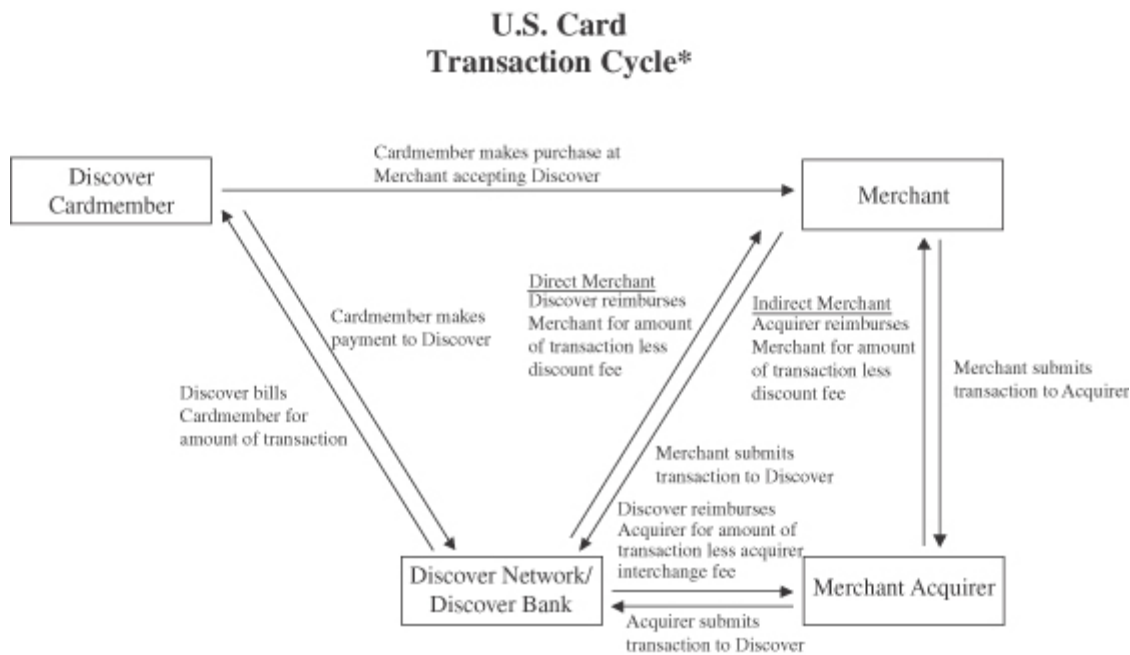 U.S. Card
Transaction Cycle*
Discover
Cardmember
Cardmember makes purchase at
Merchant accepting Discover
Merchant
Direct Merchant
Discover reimburses
Merchant for amount
of transaction less
discount fee
Indirect Merchant
Acquirer reimburses
Merchant for amount
of transaction less
discount fee
Cardmember makes
payment to Discover
Merchant submits
transaction to Acquirer
Discover bills
Cardmember for
amount of transaction
Merchant submits
transaction to Discover
Discover reimburses
Acquirer for amount of
transaction less acquirer
interchange fee
Discover Network/
Discover Bank
Merchant Acquirer
Acquirer submits
transaction to Discover